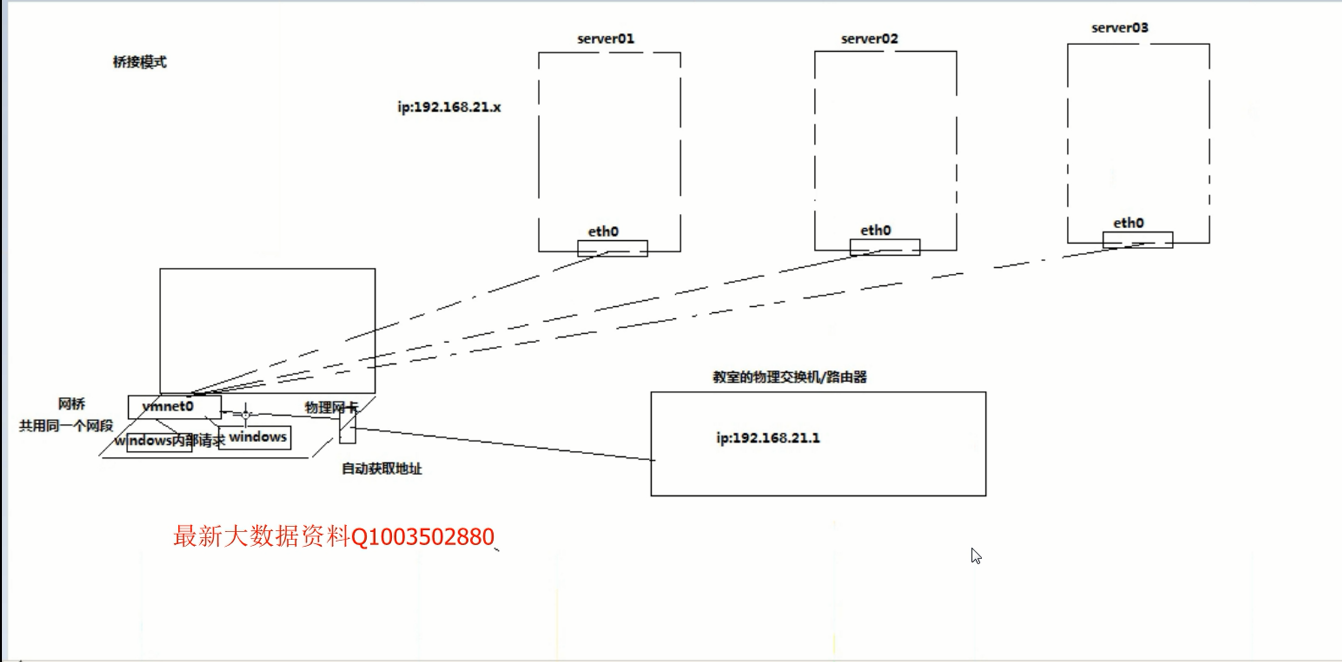 桥接模式
server01
server02
server03
ip:192.168.21.x
eth0
eth0
eth0
网桥
共用同一个网段
vmnet0
物理网卡
windows内部请求
windows
自动获取地址
教室的物理交换机/路由器
ip:192.168.21.1
最新大数据资料Q1003502880